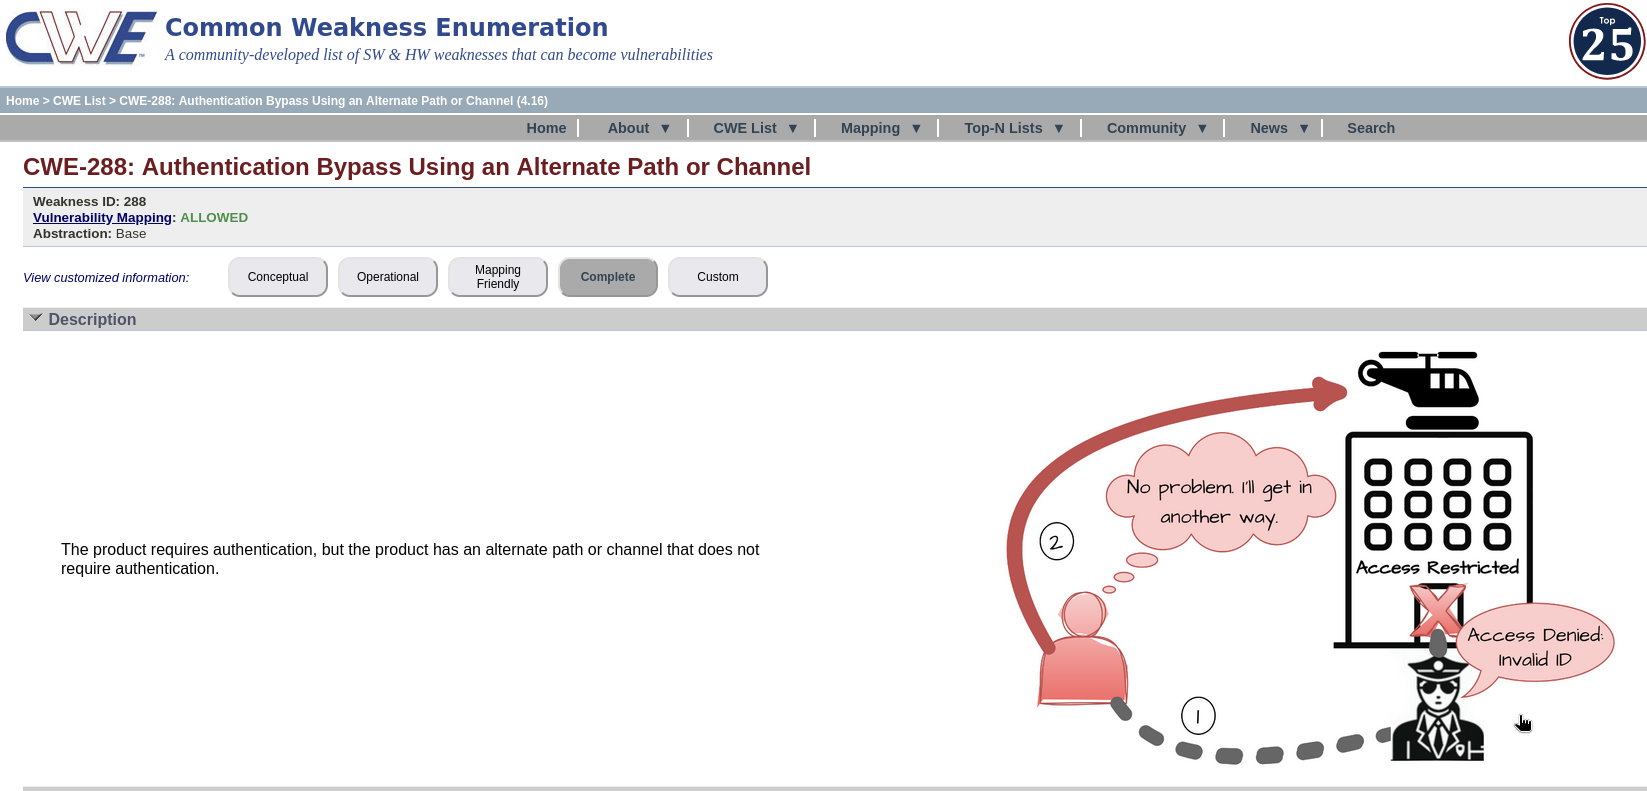 CWE
Common Weakness Enumeration
A community-developed list of SW & HW weaknesses that can become vulnerabilities
Top
25
Home > CWE List > CWE-288: Authentication Bypass Using an Alternate Path or Channel (4.16)
Home About ▼ CWE List ▼ Mapping ▼ Top-N Lists ▼ Community ▼ News ▼ Search
CWE-288: Authentication Bypass Using an Alternate Path or Channel
Weakness ID: 288
Vulnerability Mapping: ALLOWED
Abstraction: Base
View customized information:
Conceptual
Operational
Mapping
Friendly
Complete
Custom
Description
The product requires authentication, but the product has an alternate path or channel that does not
require authentication.
No problem. I'll get in
another way.
2
Access Restricted
Access Denied:
Invalid ID
1